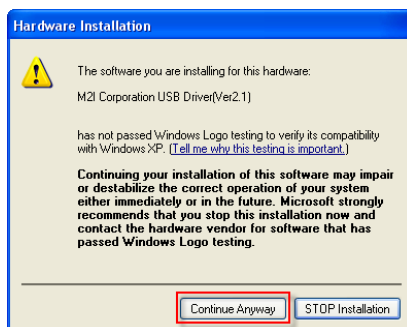 Hardware Installation
The software you are installing for this hardware:
M2I Corporation USB Driver(Ver2.1)
has not passed Windows Logo testing to verify its compatibility
with Windows XP. (Tell me why this testing is important.)
Continuing your installation of this software may impair
or destabilize the correct operation of your system
either immediately or in the future. Microsoft strongly
recommends that you stop this installation now and
contact the hardware vendor for software that has
passed Windows Logo testing.
Continue Anyway STOP Installation